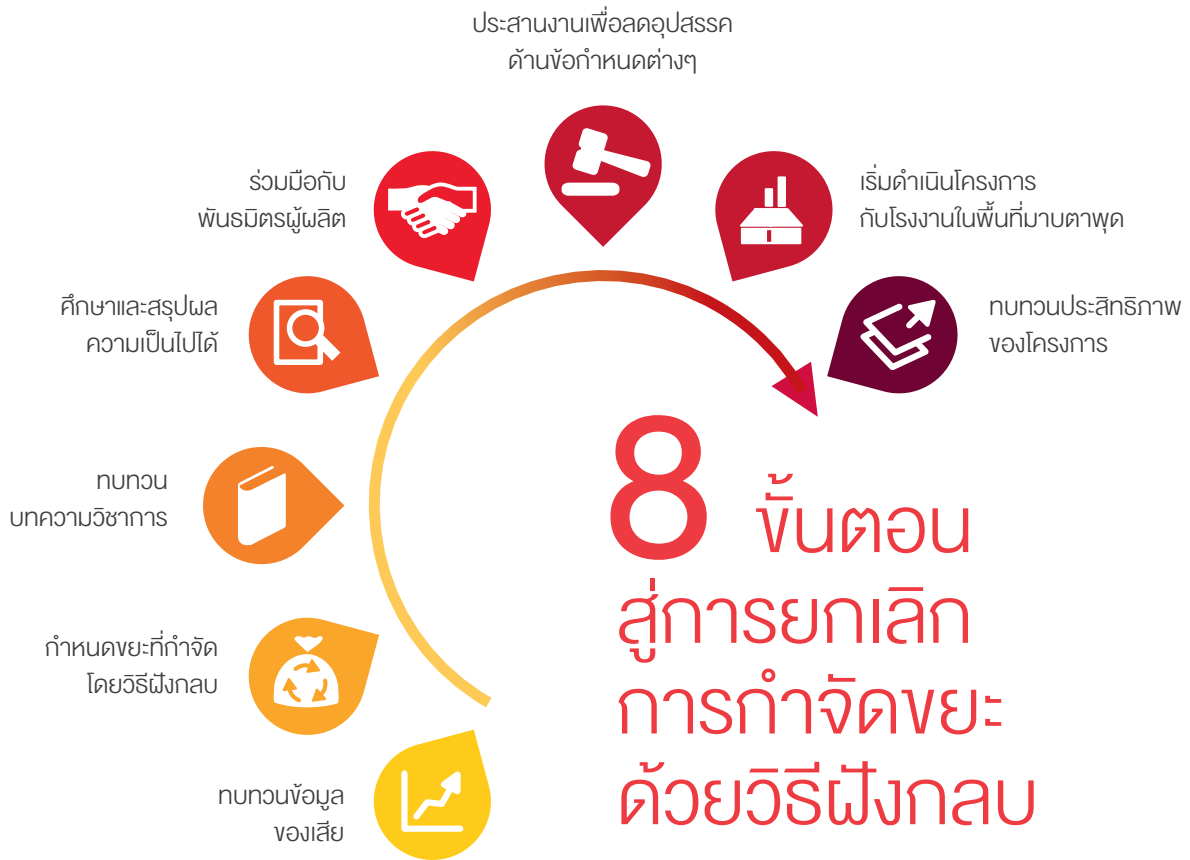 ประสานงานเพื่อลดอุปสรรค
ด้านข้อกำหนดต่างๆ
ร่วมมือกับ
พันธมิตรผู้ผลิต
เริ่มดำเนินโครงการ
กับโรงงานในพื้นที่มาบตาพุด
ศึกษาและสรุปผล
ความเป็นไปได้
ทบทวนประสิทธิภาพ
ของโครงการ
ทบทวน
บทความวิชาการ
กำหนดขยะที่กำจัด
โดยวิธีฝังกลบ
ทบทวนข้อมูล
ของเสีย
8 ขั้นตอน
สู่การยกเลิก
การกำจัดขยะ
ด้วยวิธีฝังกลบ